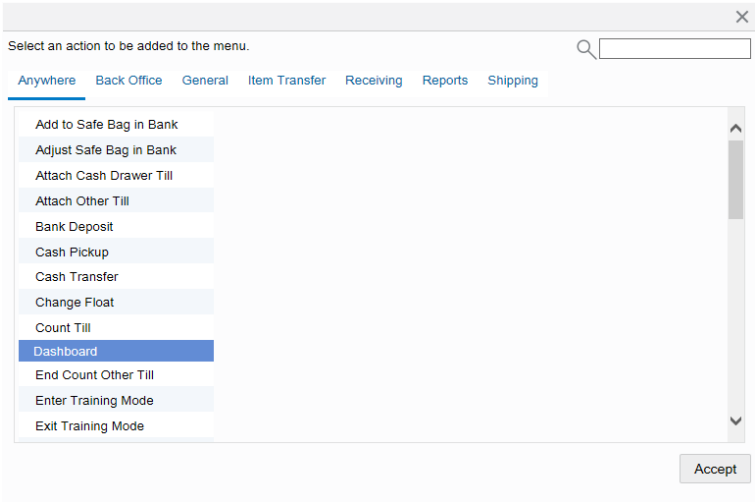 Select an action to be added to the menu.
Anywhere Back Office General Item Transfer Receiving Reports Shipping
Add to Safe Bag in Bank
Adjust Safe Bag in Bank
Attach Cash Drawer Till
Attach Other Till
Bank Deposit
Cash Pickup
Cash Transfer
Change Float
Count Till
Dashboard
End Count Other Till
Enter Training Mode
Exit Training Mode
Accept